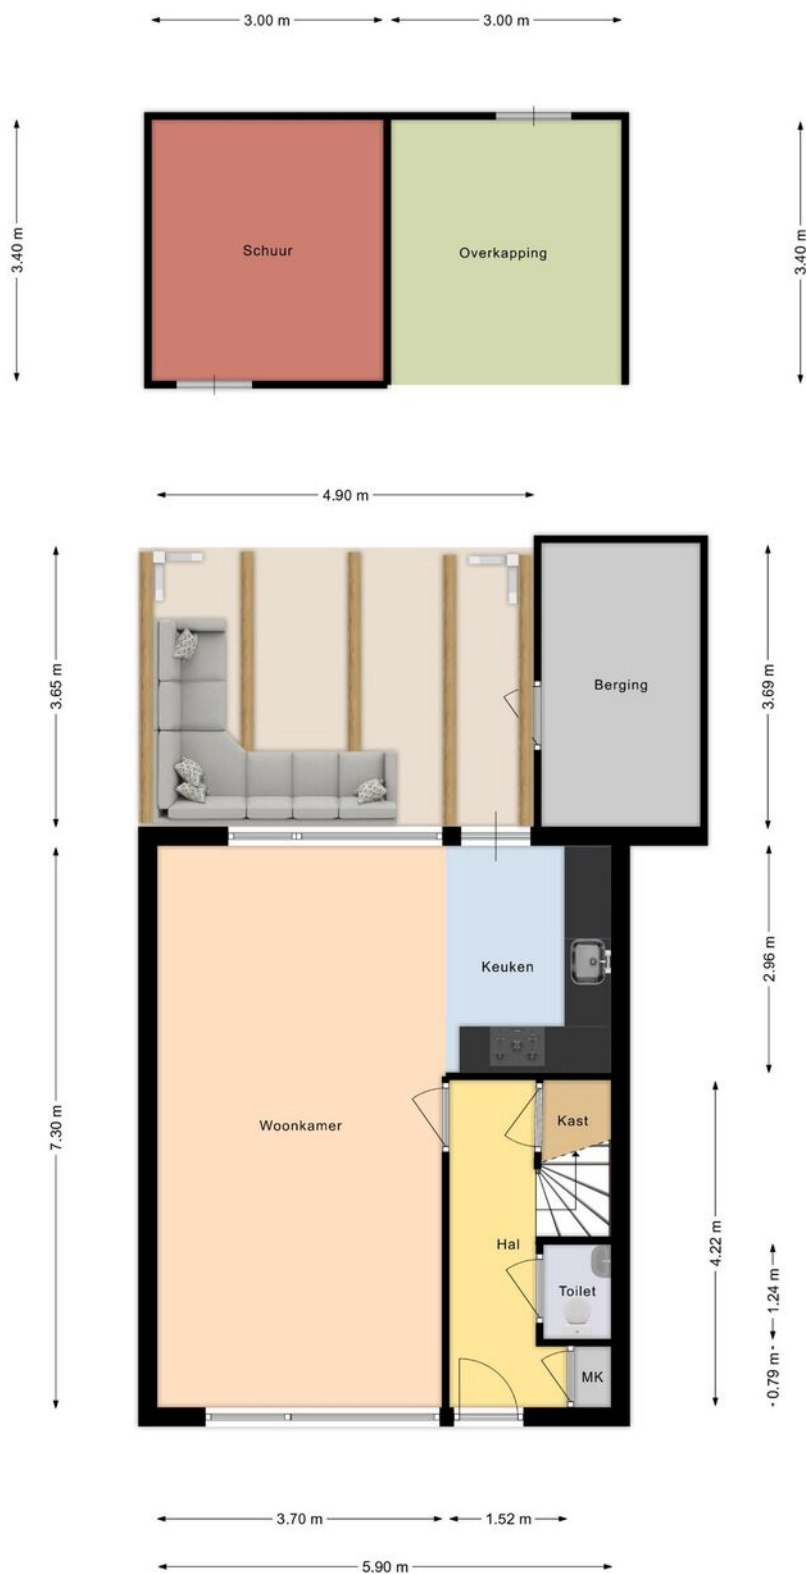 3.00 m
3.00 m
3.40 m
3.40 m
Schuur
Overkapping
4.90 m
3.65 m
3.69 m
Berging
7.30 m
2.96 m
Keuken
Woonkamer
Kast
4.22 m
Hal
1.24 m
Toilet
0.79 m
MK
3.70 m
1.52 m
5.90 m